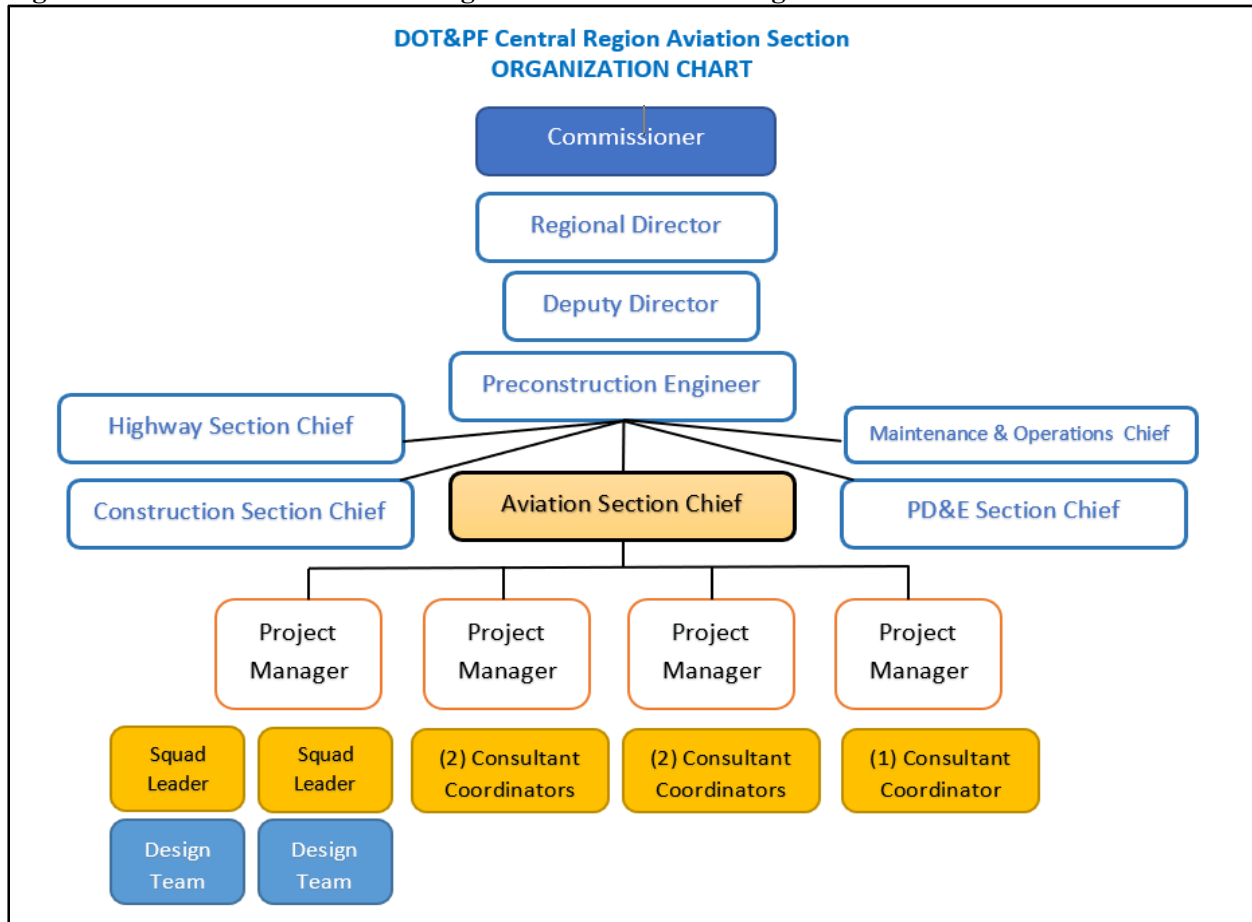 DOT&PF Central Region Aviation Section
ORGANIZATION CHART
Commissioner
Regional Director
Deputy Director
Preconstruction Engineer
Highway Section Chief
Maintenance & Operations Chief
Construction Section Chief
Aviation Section Chief
PD&E Section Chief
Project
Manager
Project
Manager
Project
Manager
Project
Manager
Squad
Leader
Squad
Leader
(2) Consultant
Coordinators
(2) Consultant
Coordinators
(1) Consultant
Coordinator
Design
Team
Design
Team